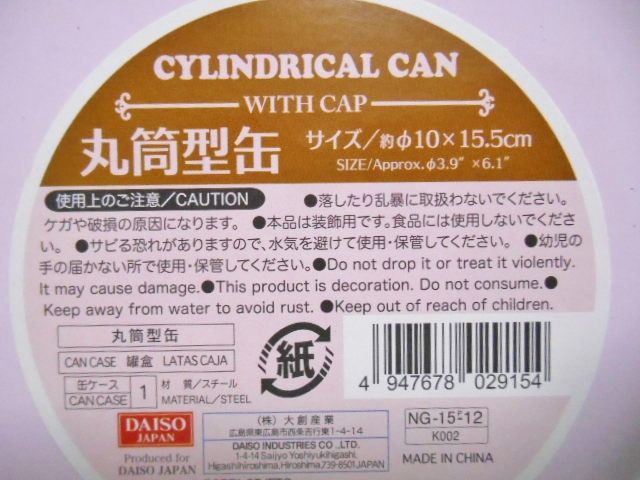 CYLINDRICAL CAN
WITH CAP
丸筒型缶
サイズ／約φ10×15.5cm
SIZE/Approx.φ3.9"×6.1"
使用上のご注意／CAUTION ●落したり乱暴に取扱わないでください。
ケガや破損の原因になります。 ●本品は装飾用です。食品には使用しないでくださ
い。 ●サビる恐れがありますので、水気を避けて使用・保管してください。 ●幼児の
手の届かない所で使用・保管してください。●Do not drop it or treat it violently.
It may cause damage.●This product is decoration. Do not consume.●
Keep away from water to avoid rust. ●Keep out of reach of children.
丸筒型缶
CAN CASE 罐盒 LATAS CAJA
缶ケース
CAN CASE
1
材 質／スチール
MATERIAL／STEEL
紙
4 947678 029154
DAISO
JAPAN
Produced for
DAISO JAPAN
(株) 大創産業
広島県東広島市西条吉行東1-4-14
DAISO INDUSTRIES CO.,LTD.
1-4-14 Saijyo Yoshiyukihigashi,
Higashihiroshima,Hiroshima,739-8501JAPAN
K002
MADE IN CHINA